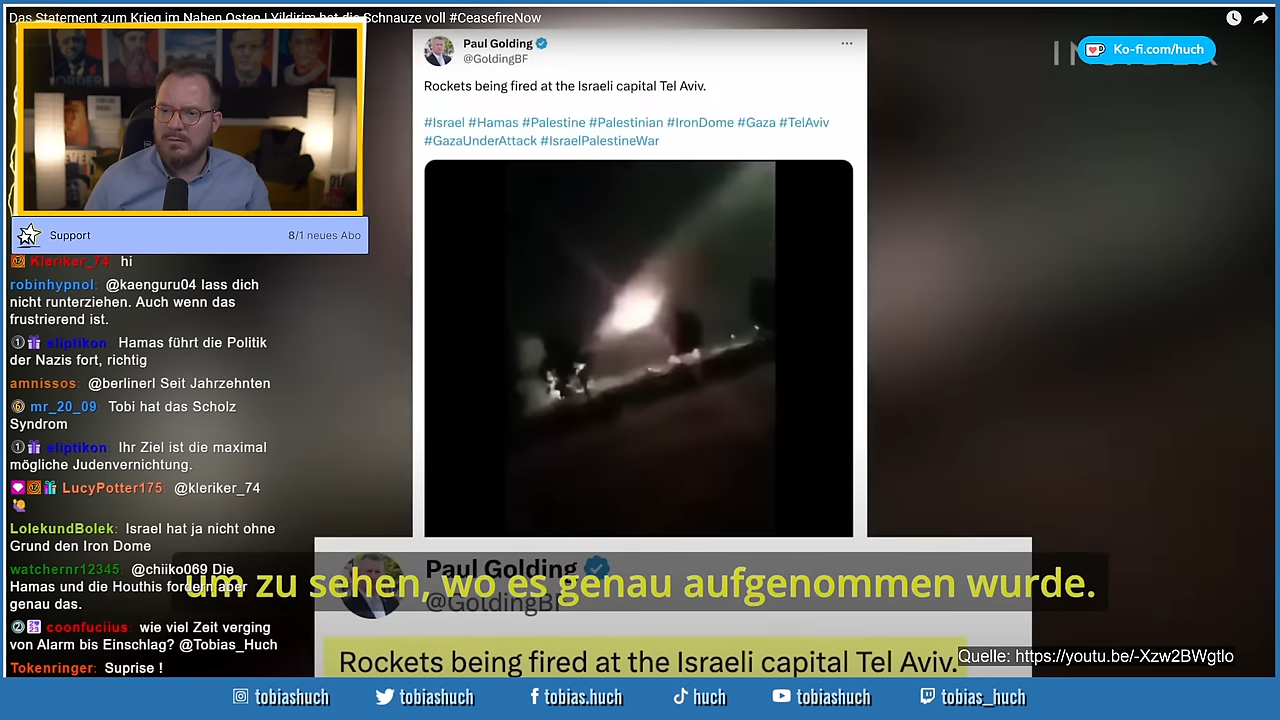 Das Statement zum Krieg im Nahen Osten | Yildirim hat die Schnauze voll #CeasefireNow
Ko-fi.com/huch
Support
8/1 neues Abo
Kleriker_74: hi
robinhypnol: @kaenguru04 lass dich
nicht runterziehen. Auch wenn das
frustrierend ist.
eliptikon: Hamas führt die Politik
der Nazis fort, richtig
amnissos: @berlinerl Seit Jahrzehnten
mr_20_09: Tobi hat das Scholz
Syndrom
eliptikon: Ihr Ziel ist die maximal
mögliche Judenvernichtung.
LucyPotter175: @kleriker_74
LolekundBolek: Israel hat ja nicht ohne
Grund den Iron Dome
watchernr12345: @chiiko069 Die
Hamas und die Houthis fordern aber
genau das.
coonfuciius: wie viel Zeit verging
von Alarm bis Einschlag? @Tobias_Huch
Tokenringer: Suprise !
Paul Golding
@GoldingBF
Rockets being fired at the Israeli capital Tel Aviv.
#Israel #Hamas #Palestine #Palestinian #IronDome #Gaza #TelAviv
#GazaUnderAttack #IsraelPalestineWar
Paul Golding
@GoldingBF
um zu sehen, wo es genau aufgenommen wurde.
Rockets being fired at the Israeli capital Tel Aviv.
Quelle: https://youtu.be/-Xzw2BWgtlo
tobiashuch
tobiashuch
tobias.huch
huch
tobiashuch
tobias_huch